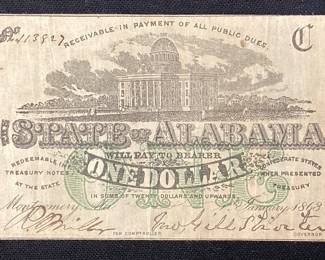 No 13827
RECEIVABLE IN PAYMENT OF ALL PUBLIC DUES.
C
THE
STATE OF ALABAMA
WILL PAY TO BEARER
REDEEMABLE IN CONFEDERATE STATES
ONE DOLLAR
TREASURY NOTES WHEN PRESENTED
AT THE STATE TREASURY
IN SUMS OF TWENTY DOLLARS AND UPWARDS.
Montgomery January 1st 1863
FOR COMPTROLLER.
GOVERNOR